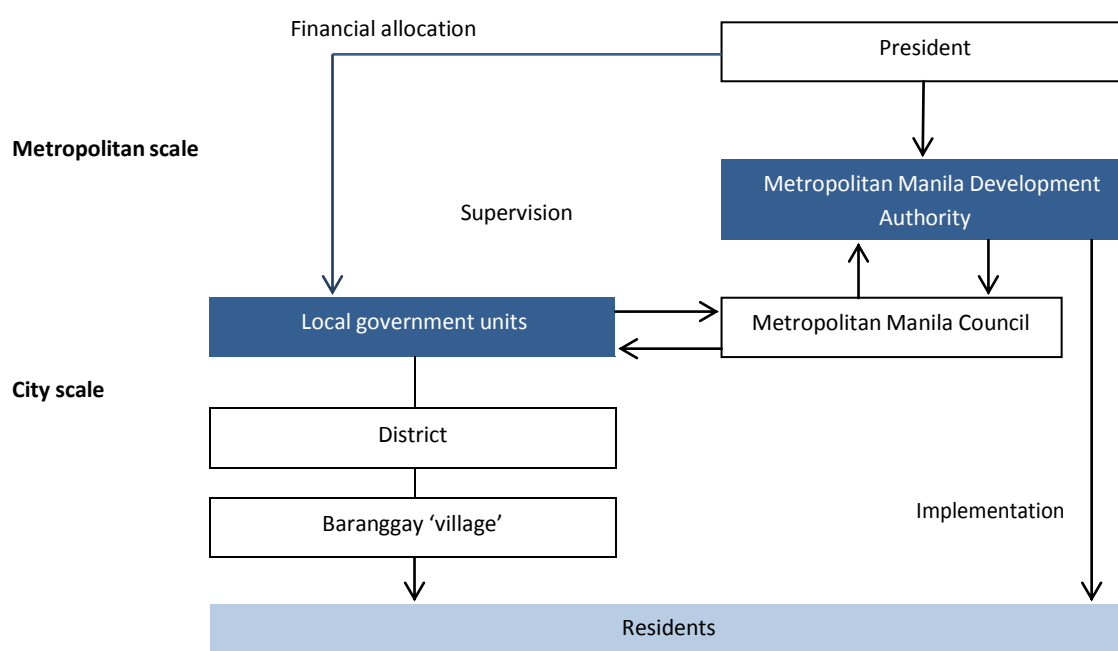 Financial allocation
President
Metropolitan scale
Metropolitan Manila Development
Authority
Supervision
Local government units
Metropolitan Manila Council
City scale
District
Baranggay ‘village’
Implementation
Residents